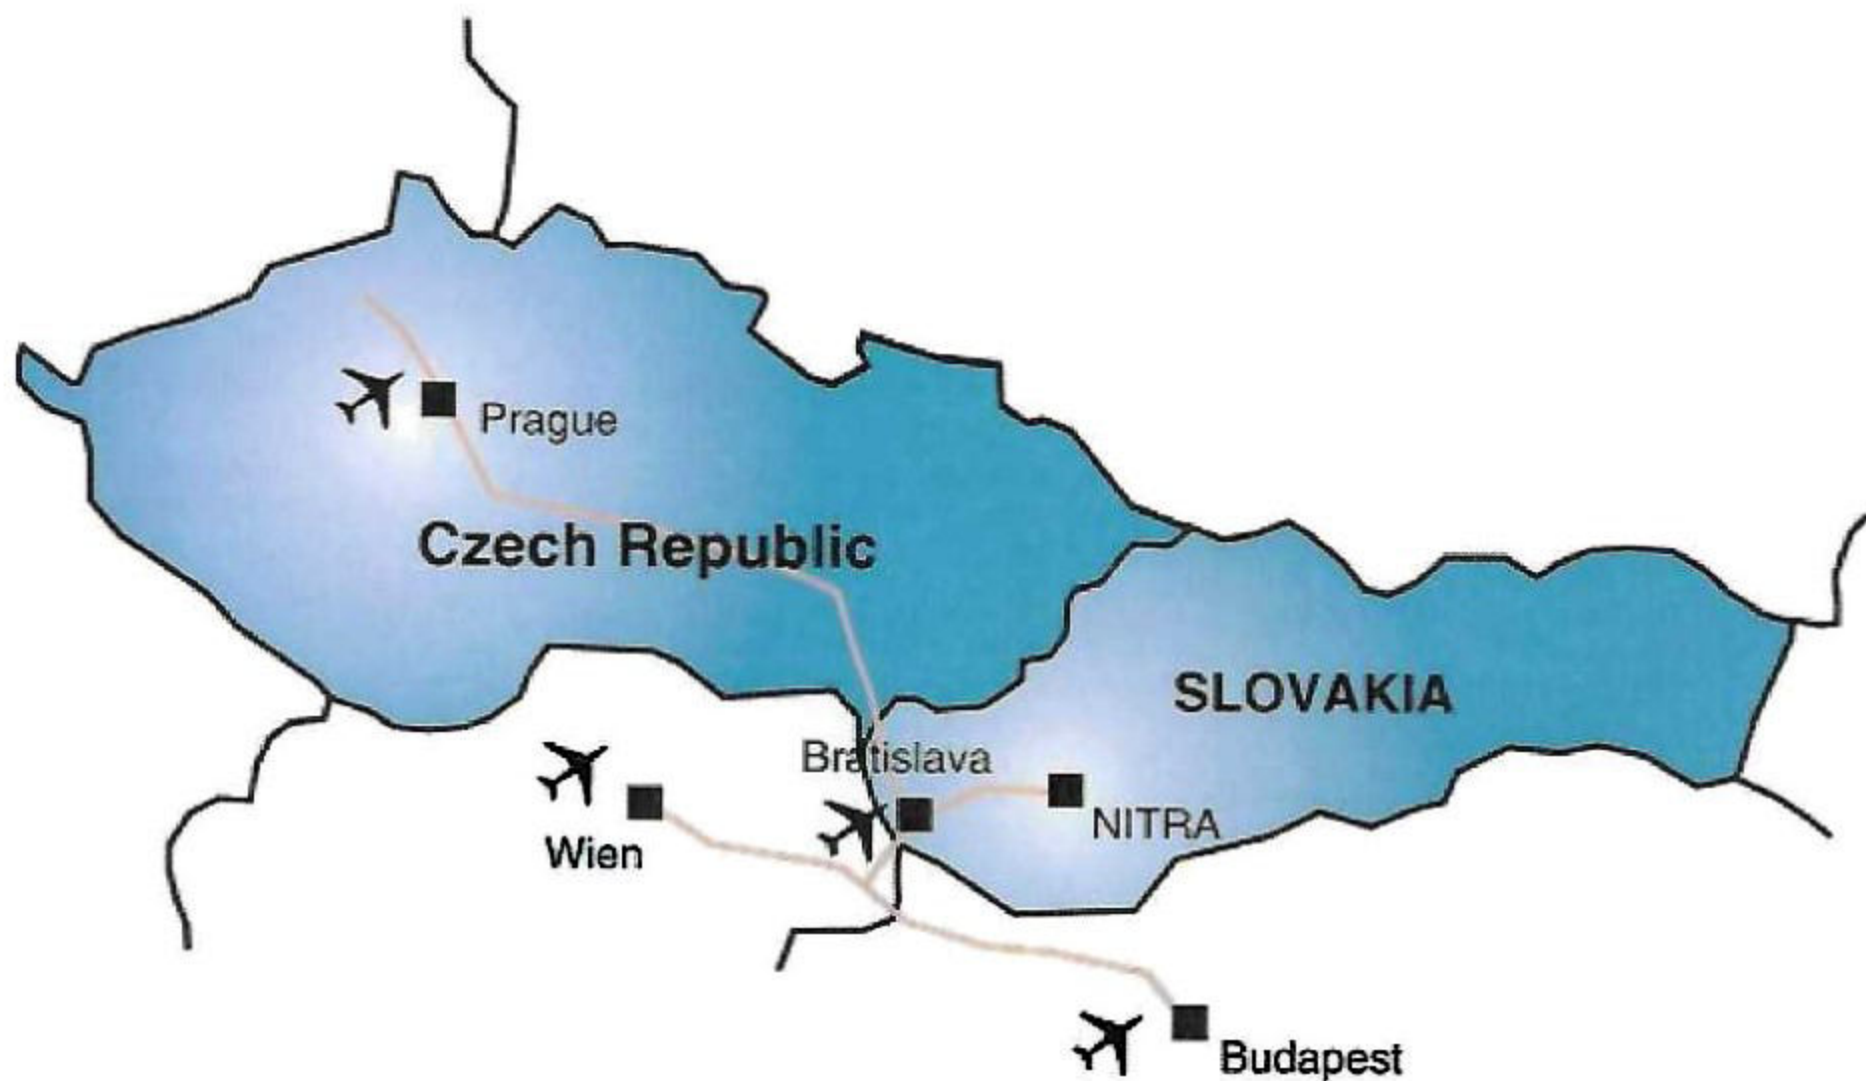 Prague
Czech Republic
SLOVAKIA
Bratislava
NITRA
Wien
Budapest